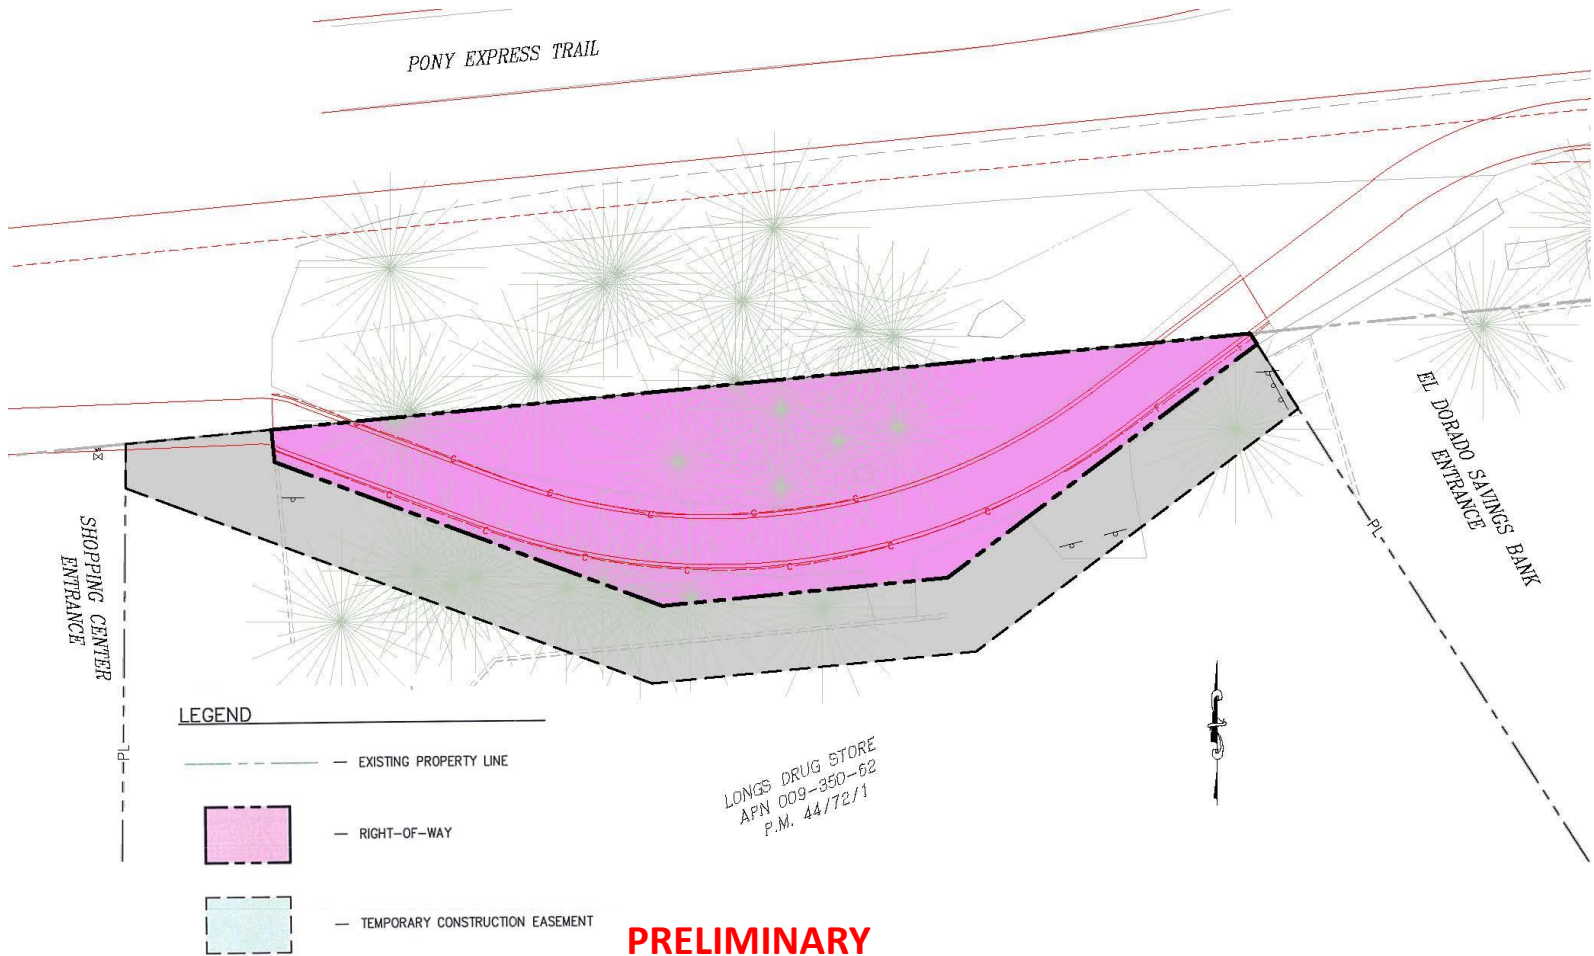 PONY EXPRESS TRAIL
EL DORADO SAVINGS BANK
ENTRANCE
SHOPPING CENTER
ENTRANCE
PL
PL
LEGEND
— EXISTING PROPERTY LINE
— RIGHT-OF-WAY
— TEMPORARY CONSTRUCTION EASEMENT
LONGS DRUG STORE
APN 009-350-62
P.M. 44/72/1
PRELIMINARY
C
C
C
C
C
C
C
C
C
C
C
C
F
F